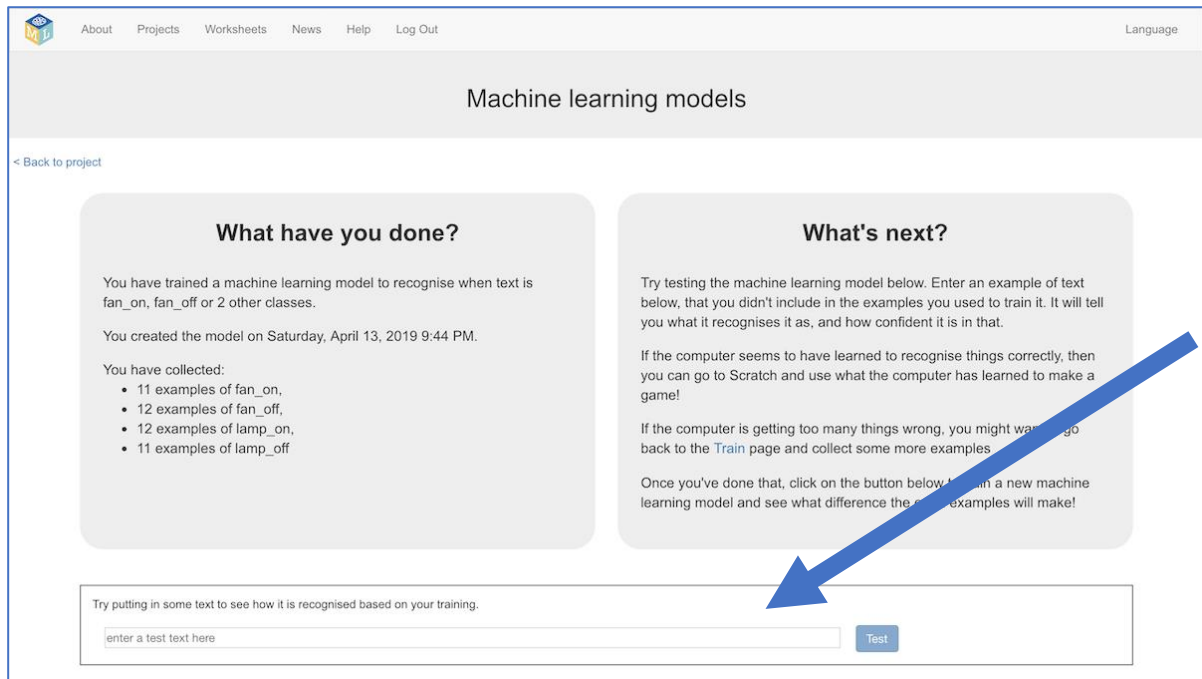 M L
About Projects Worksheets News Help Log Out Language
Machine learning models
< Back to project
What have you done?
You have trained a machine learning model to recognise when text is
fan_on, fan_off or 2 other classes.
You created the model on Saturday, April 13, 2019 9:44 PM.
You have collected:
• 11 examples of fan_on,
• 12 examples of fan_off,
• 12 examples of lamp_on,
• 11 examples of lamp_off
What's next?
Try testing the machine learning model below. Enter an example of text
below, that you didn't include in the examples you used to train it. It will tell
you what it recognises it as, and how confident it is in that.
If the computer seems to have learned to recognise things correctly, then
you can go to Scratch and use what the computer has learned to make a
game!
If the computer is getting too many things wrong, you might want go
back to the Train page and collect some more examples
Once you've done that, click on the button below a new machine
learning model and see what difference the examples will make!
Try putting in some text to see how it is recognised based on your training.
enter a test text here
Test